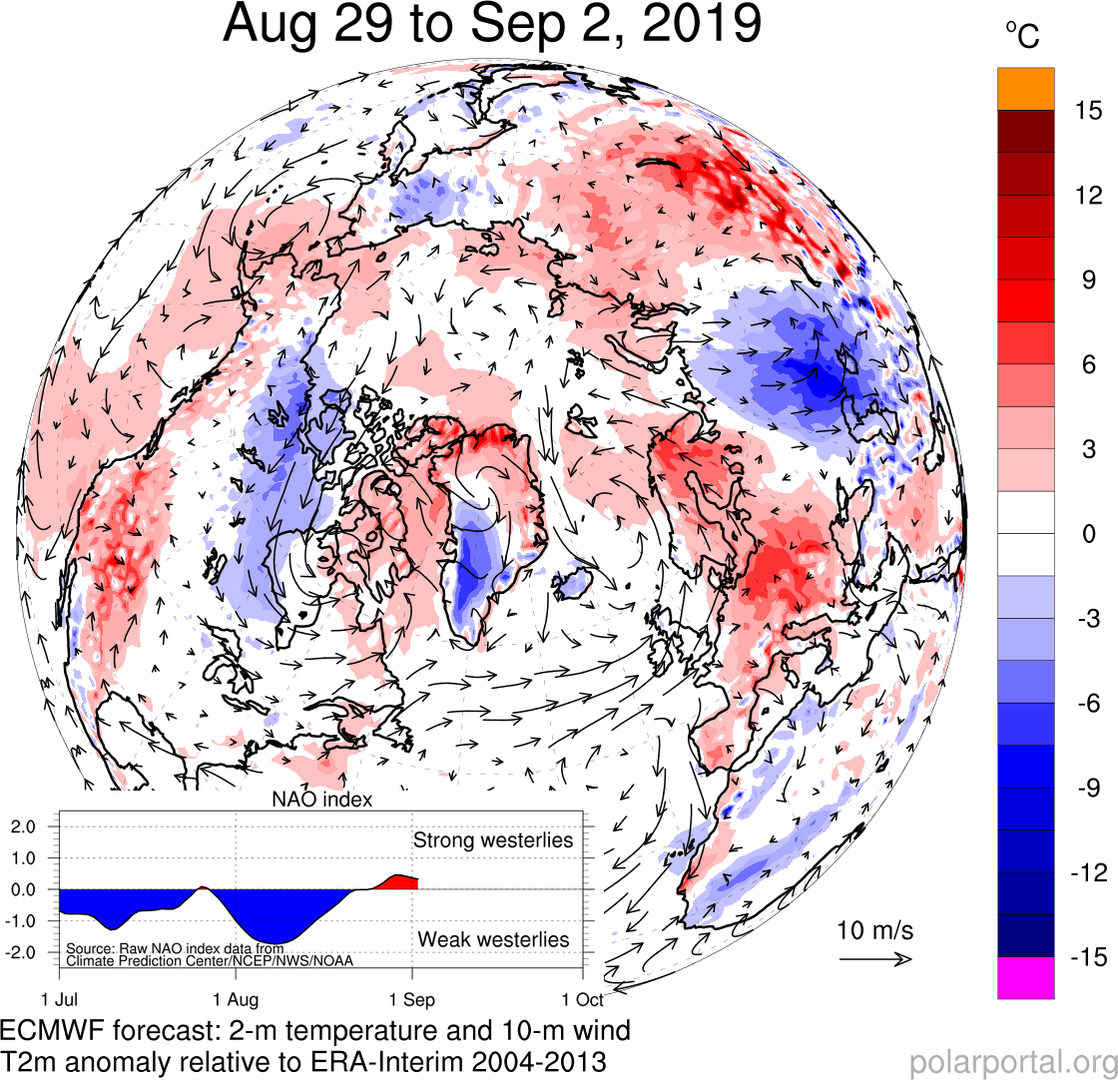 Aug 29 to Sep 2, 2019
oC
15
12
9
6
3
0
-3
-6
-9
-12
-15
NAO index
2.0
1.0
0.0
-1.0
-2.0
Strong westerlies
Weak westerlies
Source: Raw NAO index data from
Climate Prediction Center/NCEP/NWS/NOAA
1 Jul
1 Aug
1 Sep
1 Oct
10 m/s
ECMWF forecast: 2-m temperature and 10-m wind
T2m anomaly relative to ERA-Interim 2004-2013
polarportal.org